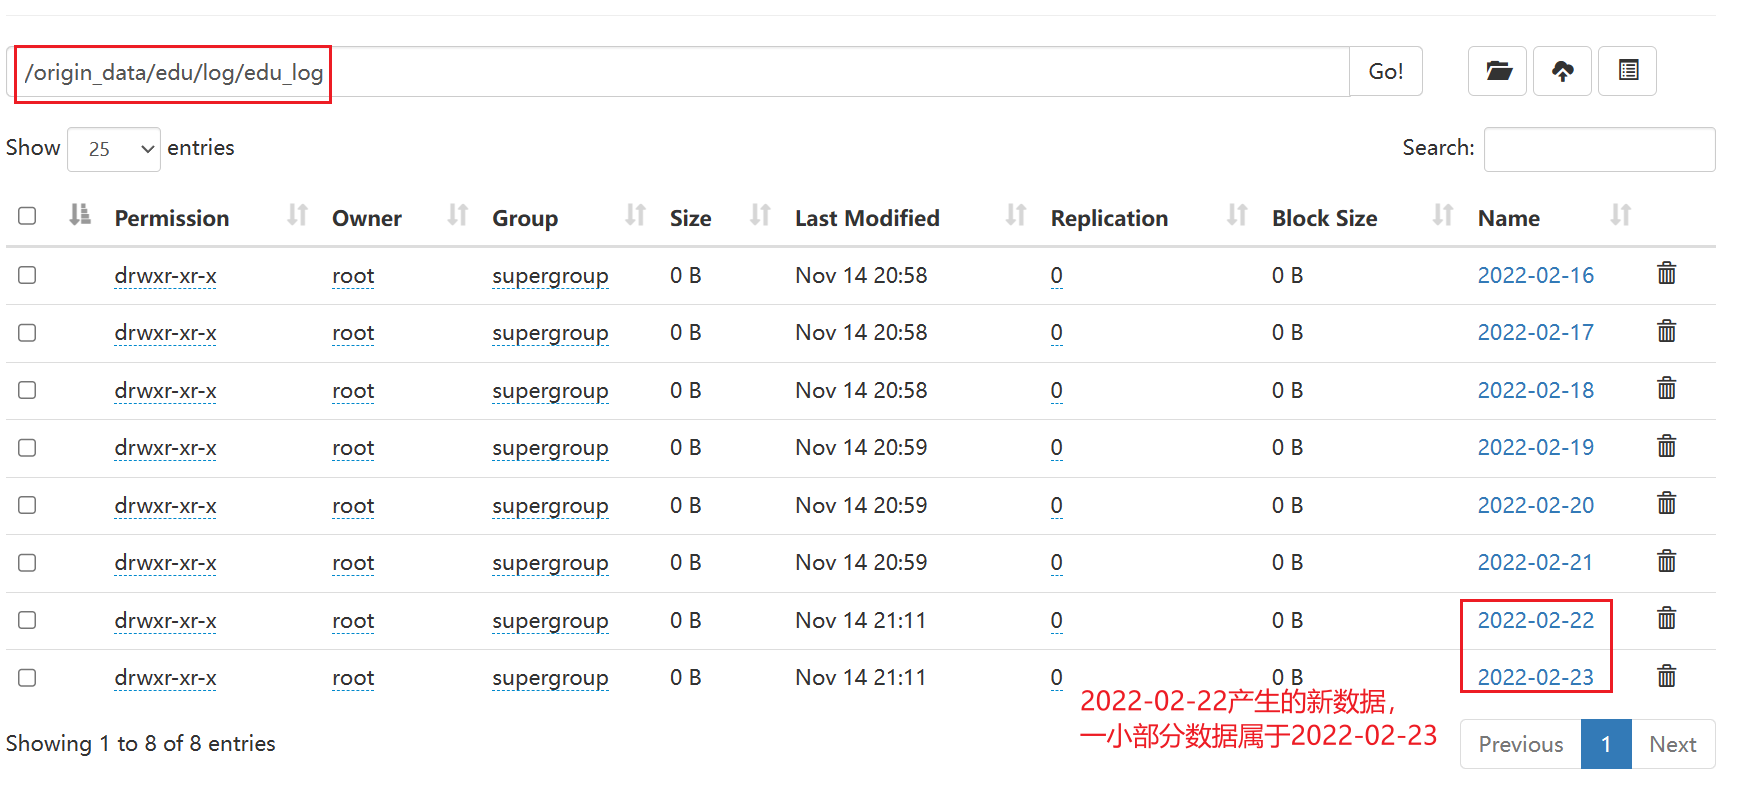 /origin_data/edu/log/edu_log Go!
Show 25 entries Search:
Permission Owner Group Size Last Modified Replication Block Size Name
drwxr-xr-x root supergroup 0 B Nov 14 20:58 0 0 B 2022-02-16
drwxr-xr-x root supergroup 0 B Nov 14 20:58 0 0 B 2022-02-17
drwxr-xr-x root supergroup 0 B Nov 14 20:58 0 0 B 2022-02-18
drwxr-xr-x root supergroup 0 B Nov 14 20:59 0 0 B 2022-02-19
drwxr-xr-x root supergroup 0 B Nov 14 20:59 0 0 B 2022-02-20
drwxr-xr-x root supergroup 0 B Nov 14 20:59 0 0 B 2022-02-21
drwxr-xr-x root supergroup 0 B Nov 14 21:11 0 0 B 2022-02-22
drwxr-xr-x root supergroup 0 B Nov 14 21:11 0 0 B 2022-02-23
2022-02-22产生的新数据，
一小部分数据属于2022-02-23
Showing 1 to 8 of 8 entries Previous 1 Next